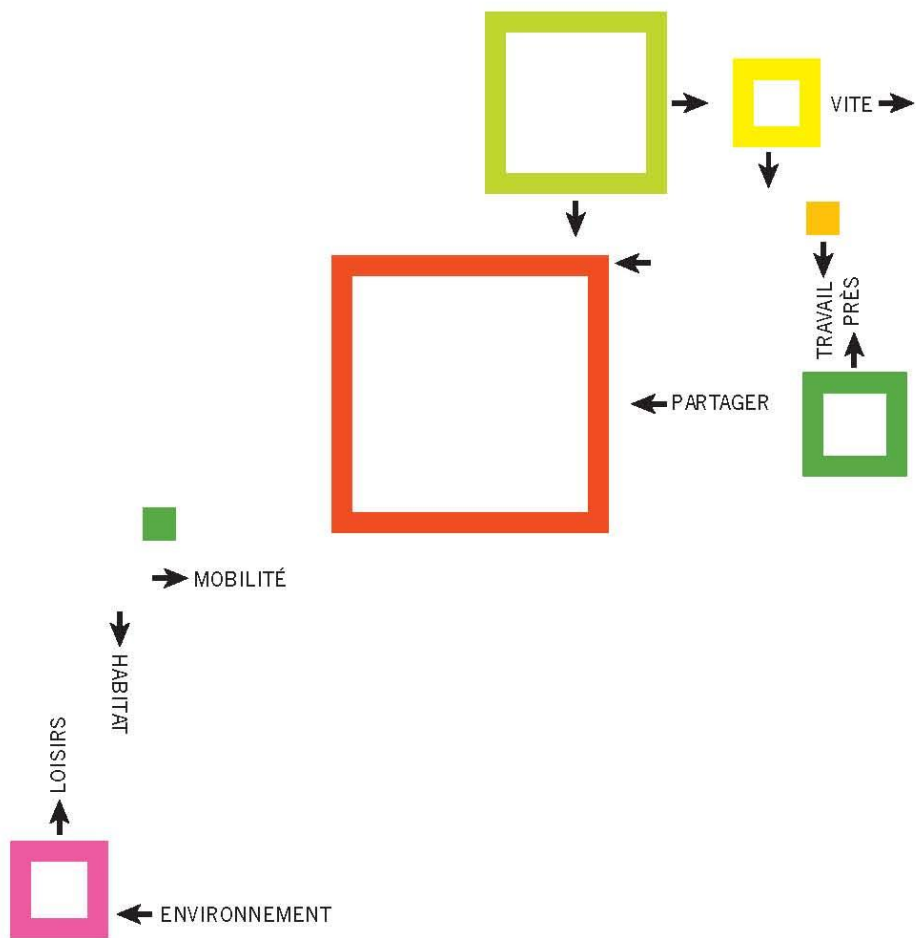 VITE
TRAVAIL
PRÈS
PARTAGER
MOBILITÉ
HABITAT
LOISIRS
ENVIRONNEMENT